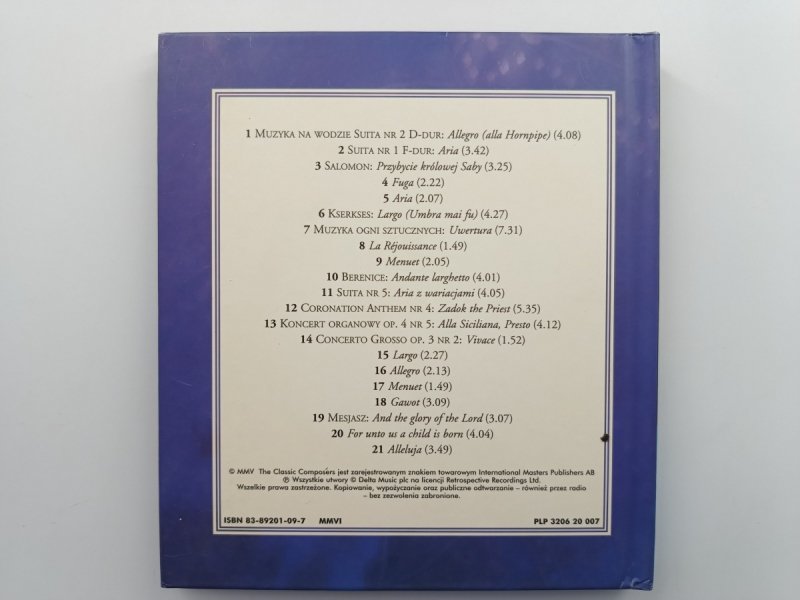 1 Muzyka na wodzie Suita nr 2 D-dur: Allegro (alla Hornpipe) (4.08)
2 Suita nr 1 F-dur: Aria (3.42)
3 Salomon: Przybycie królowej Saby (3.25)
4 Fuga (2.22)
5 Aria (2.07)
6 Kserkses: Largo (Umbra mai fu) (4.27)
7 Muzyka ogni sztucznych: Uwertura (7.31)
8 La Réjouissance (1.49)
9 Menuet (2.05)
10 Berenice: Andante larghetto (4.01)
11 Suita nr 5: Aria z wariacjami (4.05)
12 Coronation Anthem nr 4: Zadok the Priest (5.35)
13 Koncert organowy op. 4 nr 5: Alla Siciliana, Presto (4.12)
14 Concerto Grosso op. 3 nr 2: Vivace (1.52)
15 Largo (2.27)
16 Allegro (2.13)
17 Menuet (1.49)
18 Gawot (3.09)
19 Mesjasz: And the glory of the Lord (3.07)
20 For unto us a child is born (4.04)
21 Alleluja (3.49)
© MMV The Classic Composers jest zarejestrowanym znakiem towarowym International Masters Publishers AB
℗ Wszystkie utwory © Delta Music plc na licencji Retrospective Recordings Ltd.
Wszelkie prawa zastrzeżone. Kopiowanie, wypożyczanie oraz publiczne odtwarzanie – również przez radio
– bez zezwolenia zabronione.
ISBN 83-89201-09-7 MMVI PLP 3206 20 007